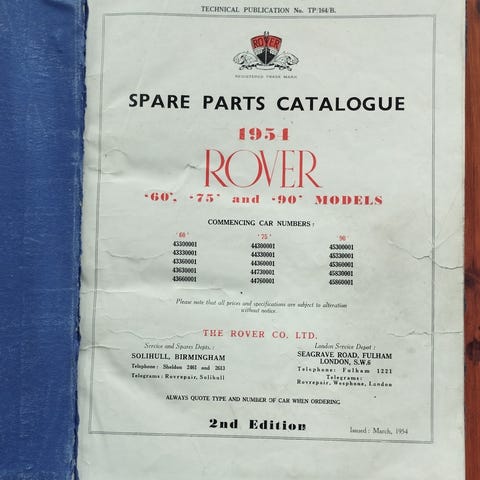 TECHNICAL PUBLICATION No. TP/164/B.
ROVER
REGISTERED TRADE MARK
SPARE PARTS CATALOGUE
1954
ROVER
'60', '75' and '90' MODELS
COMMENCING CAR NUMBERS:
'60' '75' '90'
43300001 44300001 45300001
43330001 44330001 45330001
43360001 44360001 45360001
43630001 44730001 45830001
43660001 44760001 45860001
Please note that all prices and specifications are subject to alteration
without notice.
THE ROVER CO. LTD.
Service and Spares Depts.: London Service Depot:
SOLIHULL, BIRMINGHAM SEAGRAVE ROAD, FULHAM
LONDON, S.W.6
Telephone: Sheldon 2461 and 2613 Telephone: Fulham 1221
Telegrams: Rovrepair, Solihull Telegrams:
Rovrepair, Wesphone, London
ALWAYS QUOTE TYPE AND NUMBER OF CAR WHEN ORDERING
2nd Edition
Issued: March, 1954